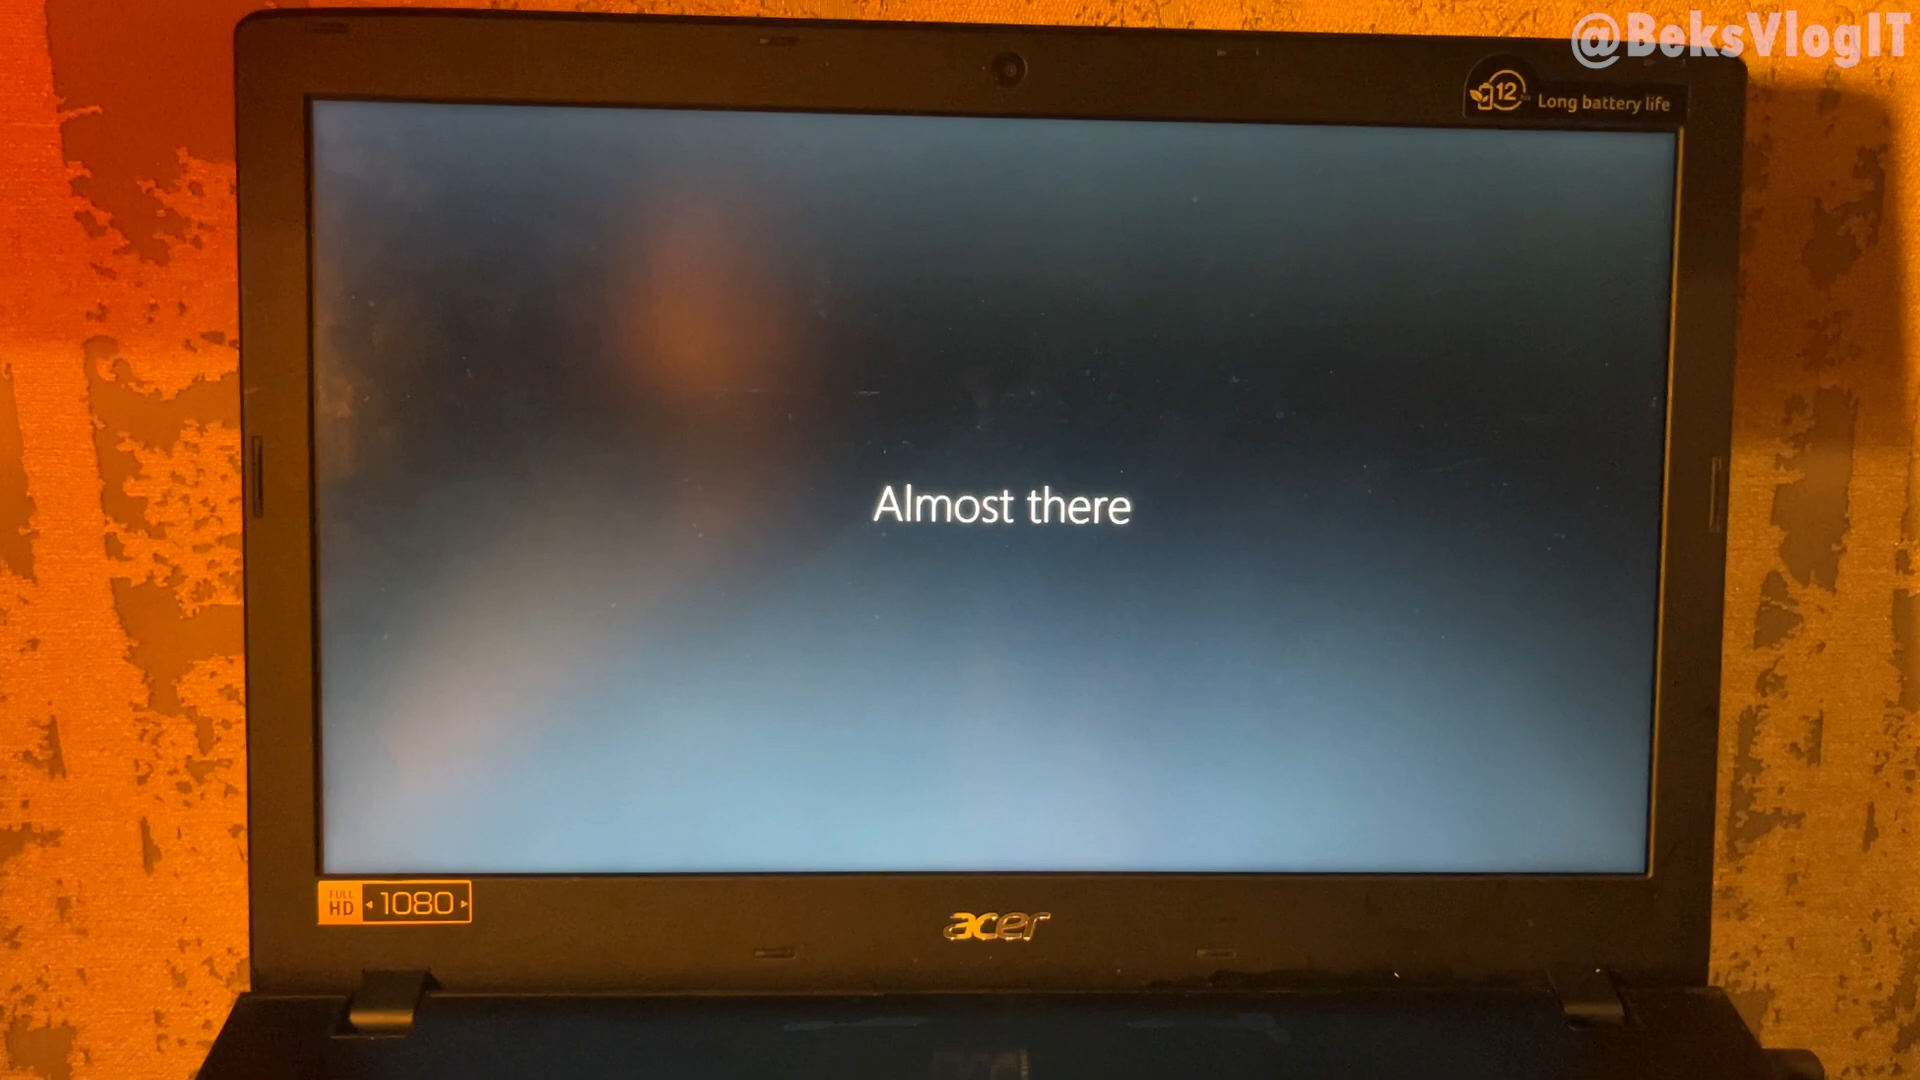 @BeksVlogIT
12
Long battery life
Almost there
FULL
HD
1080
acer